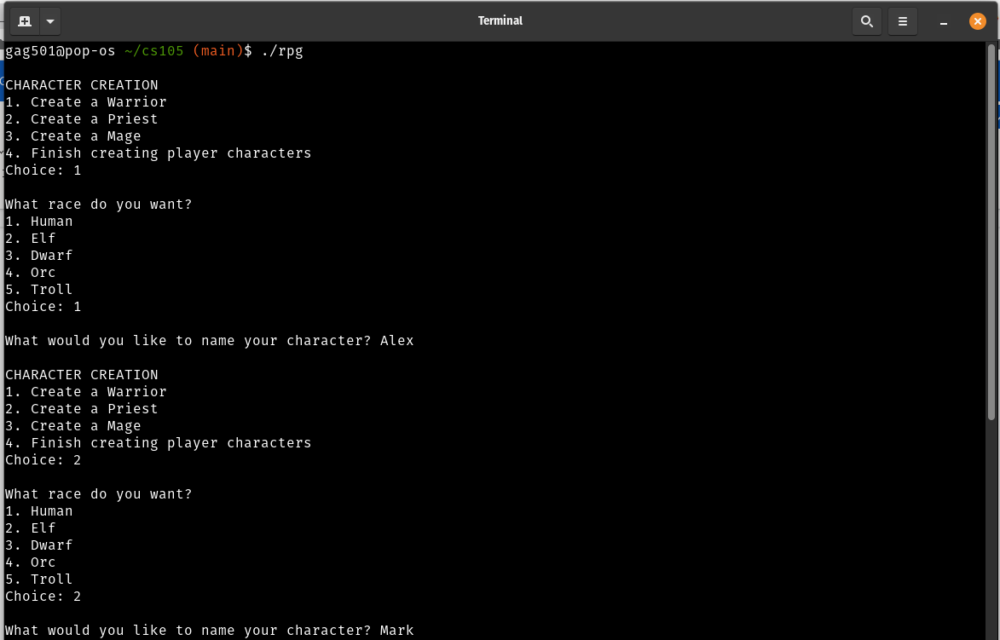 Terminal
gag501@pop-os ~/cs105 (main)$ ./rpg
CHARACTER CREATION
1. Create a Warrior
2. Create a Priest
3. Create a Mage
4. Finish creating player characters
Choice: 1
What race do you want?
1. Human
2. Elf
3. Dwarf
4. Orc
5. Troll
Choice: 1
What would you like to name your character? Alex
CHARACTER CREATION
1. Create a Warrior
2. Create a Priest
3. Create a Mage
4. Finish creating player characters
Choice: 2
What race do you want?
1. Human
2. Elf
3. Dwarf
4. Orc
5. Troll
Choice: 2
What would you like to name your character? Mark